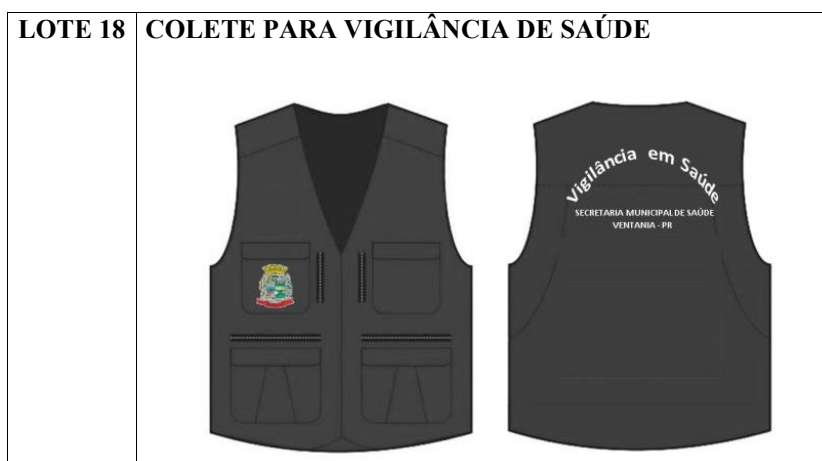 LOTE 18 COLETE PARA VIGILÂNCIA DE SAÚDE
Vigilância em Saúde
SECRETARIA MUNICIPAL DE SAÚDE
VENTANIA - PR